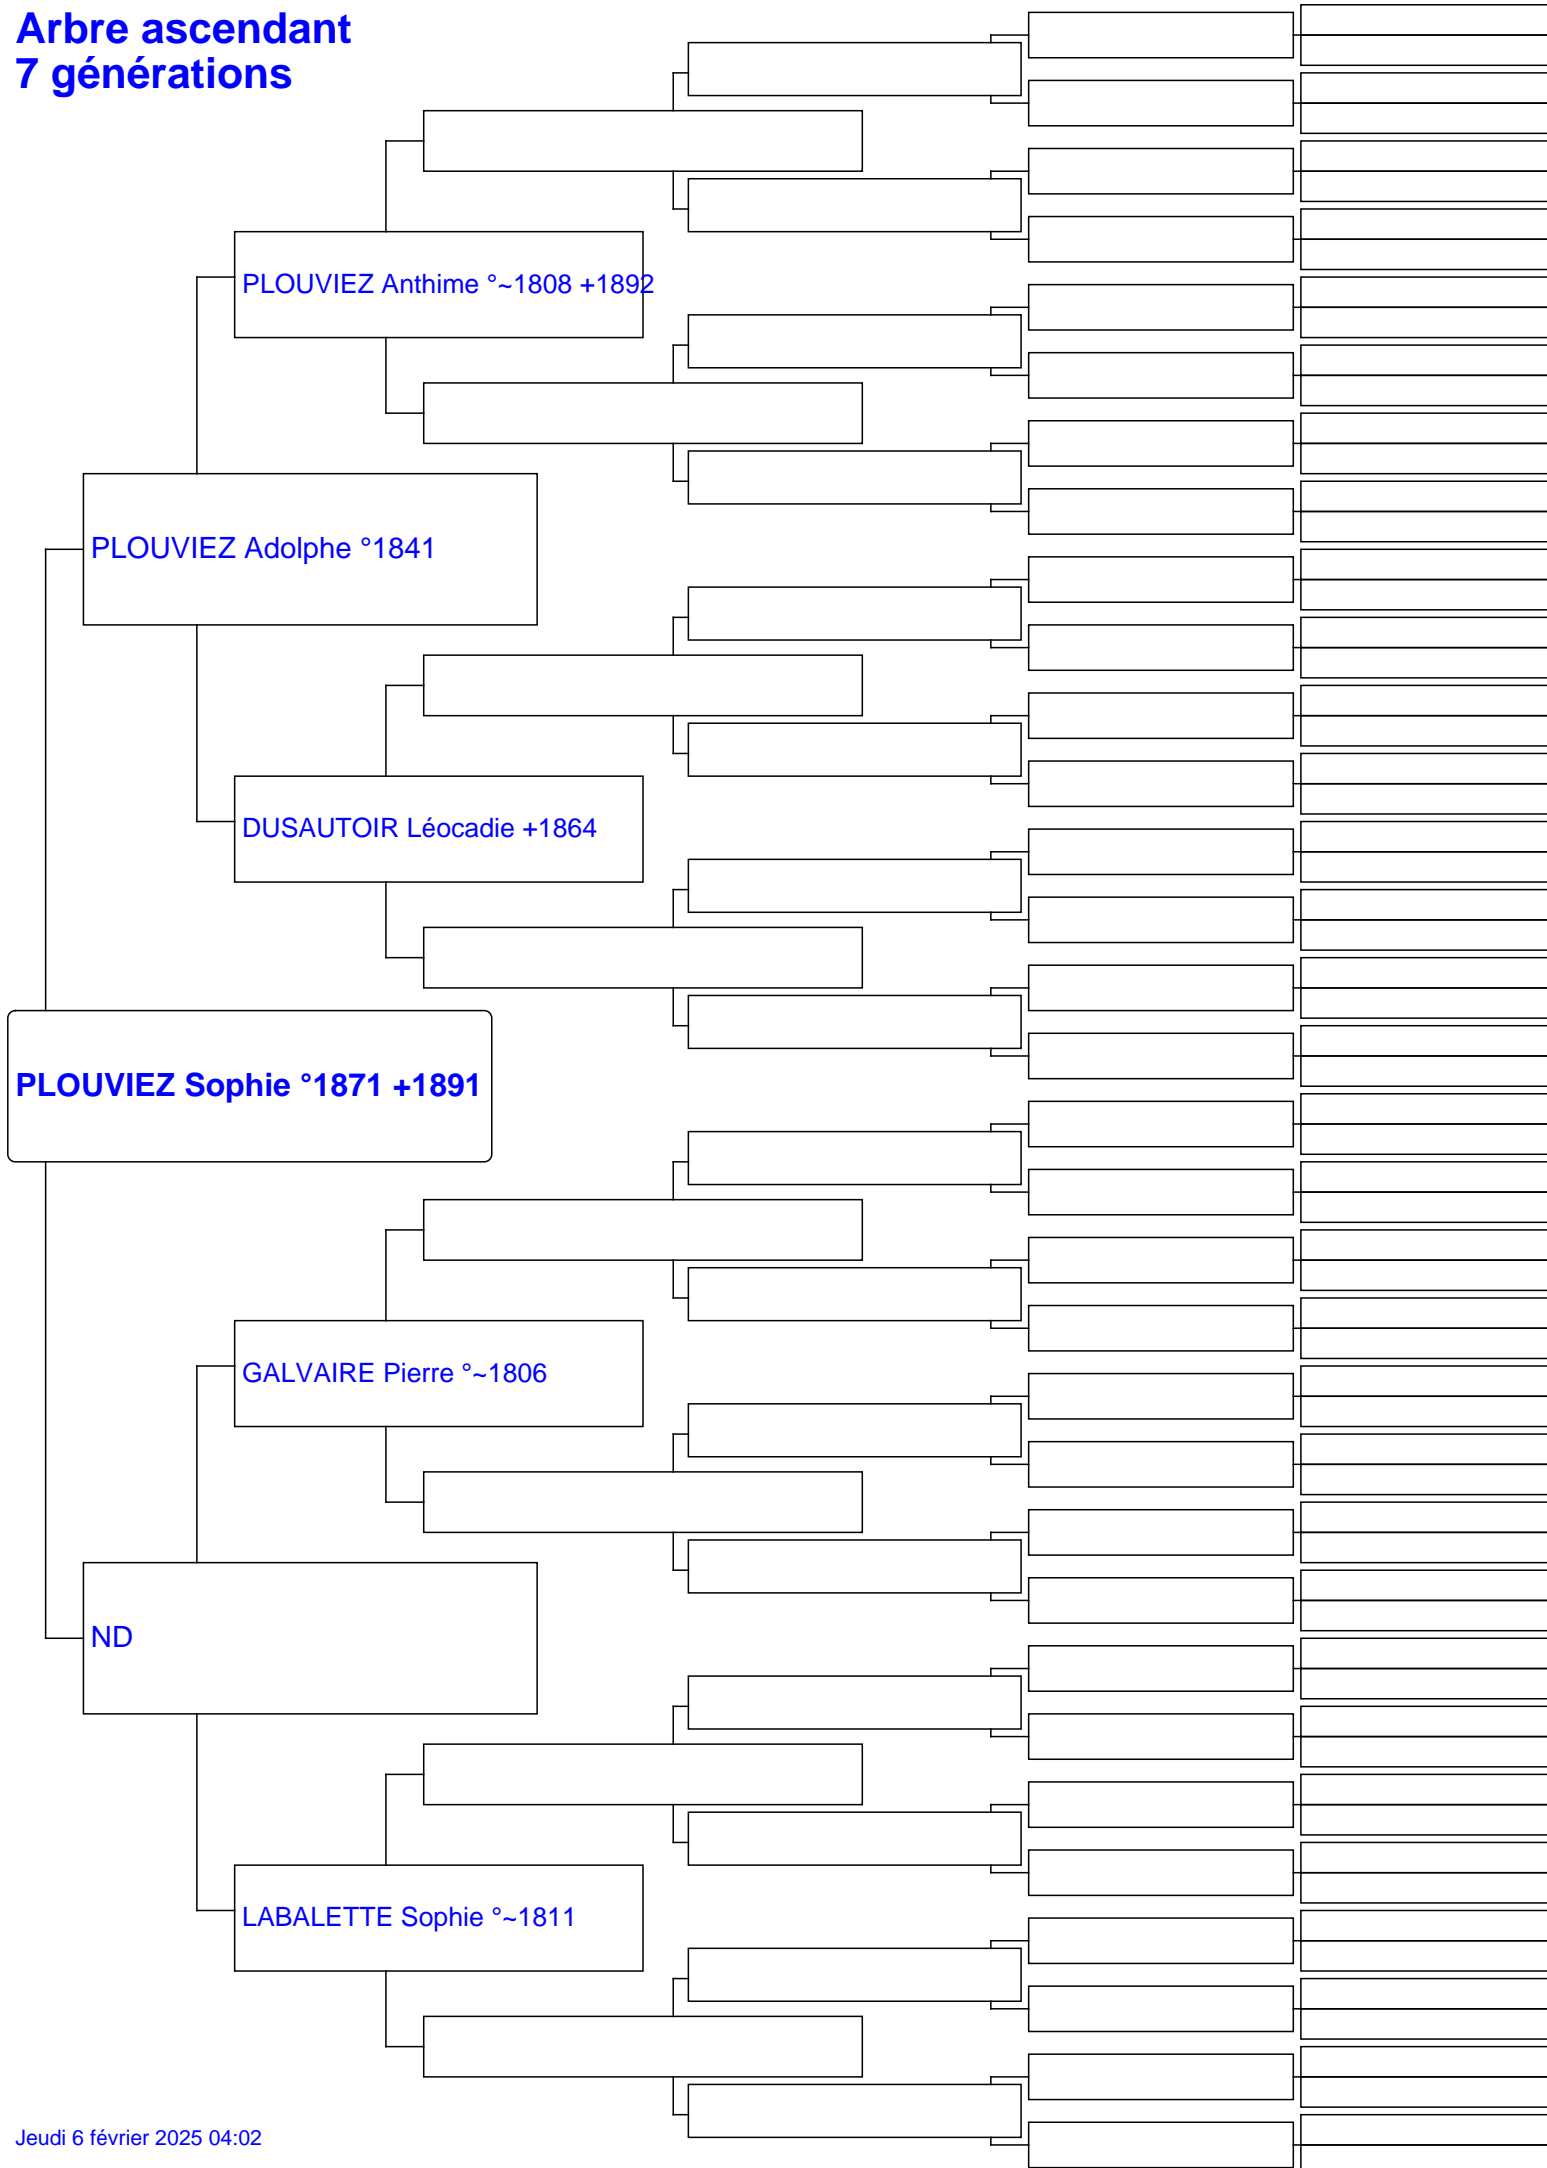 Arbre ascendant
7 générations
PLOUVIEZ Anthime °~1808 +1892
PLOUVIEZ Adolphe °1841
DUSAUTOIR Léocadie +1864
PLOUVIEZ Sophie °1871 +1891
GALVAIRE Pierre °~1806
ND
LABALETTE Sophie °~1811
Jeudi 6 février 2025 04:02